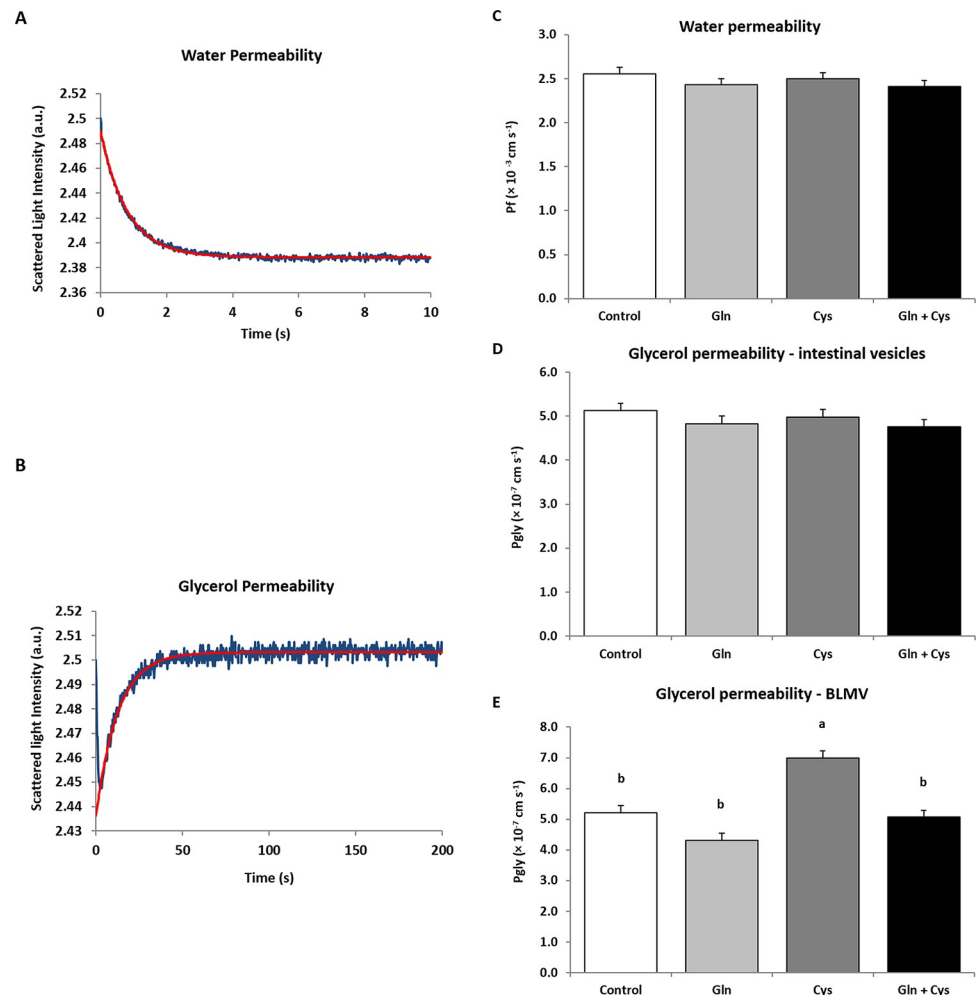 A
Water Permeability
Scattered Light Intensity (a.u.)
2.52
2.5
2.48
2.46
2.44
2.42
2.4
2.38
2.36
0 2 4 6 8 10
Time (s)
B
Glycerol Permeability
Scattered light Intensity (a.u.)
2.52
2.51
2.5
2.49
2.48
2.47
2.46
2.45
2.44
2.43
0 50 100 150 200
Time (s)
C
Water permeability
Pf (× 10 ⁻³ cm s⁻¹)
3.0
2.5
2.0
1.5
1.0
0.5
0.0
Control Gln Cys Gln + Cys
D
Glycerol permeability - intestinal vesicles
Pgly (× 10⁻⁷ cm s⁻¹)
6.0
5.0
4.0
3.0
2.0
1.0
0.0
Control Gln Cys Gln + Cys
E
Glycerol permeability - BLMV
Pgly (× 10⁻⁷ cm s⁻¹)
8.0
7.0
6.0
5.0
4.0
3.0
2.0
1.0
0.0
b b a b
Control Gln Cys Gln + Cys